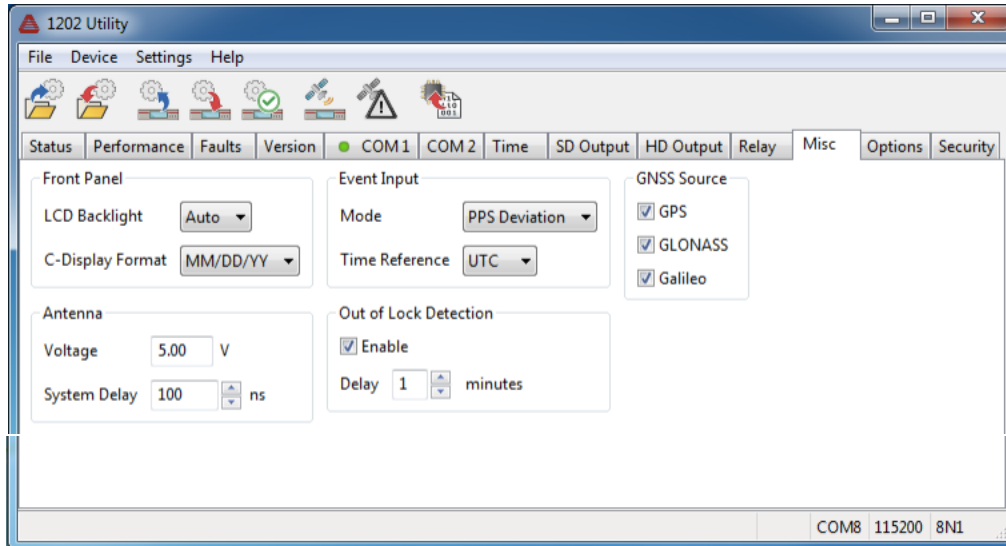 1202 Utility
File Device Settings Help
Status Performance Faults Version COM 1 COM 2 Time SD Output HD Output Relay Misc Options Security
Front Panel
LCD Backlight Auto
C-Display Format MM/DD/YY
Event Input
Mode PPS Deviation
Time Reference UTC
GNSS Source
GPS
GLONASS
Galileo
Antenna
Voltage 5.00 V
System Delay 100 ns
Out of Lock Detection
Enable
Delay 1 minutes
COM8 115200 8N1